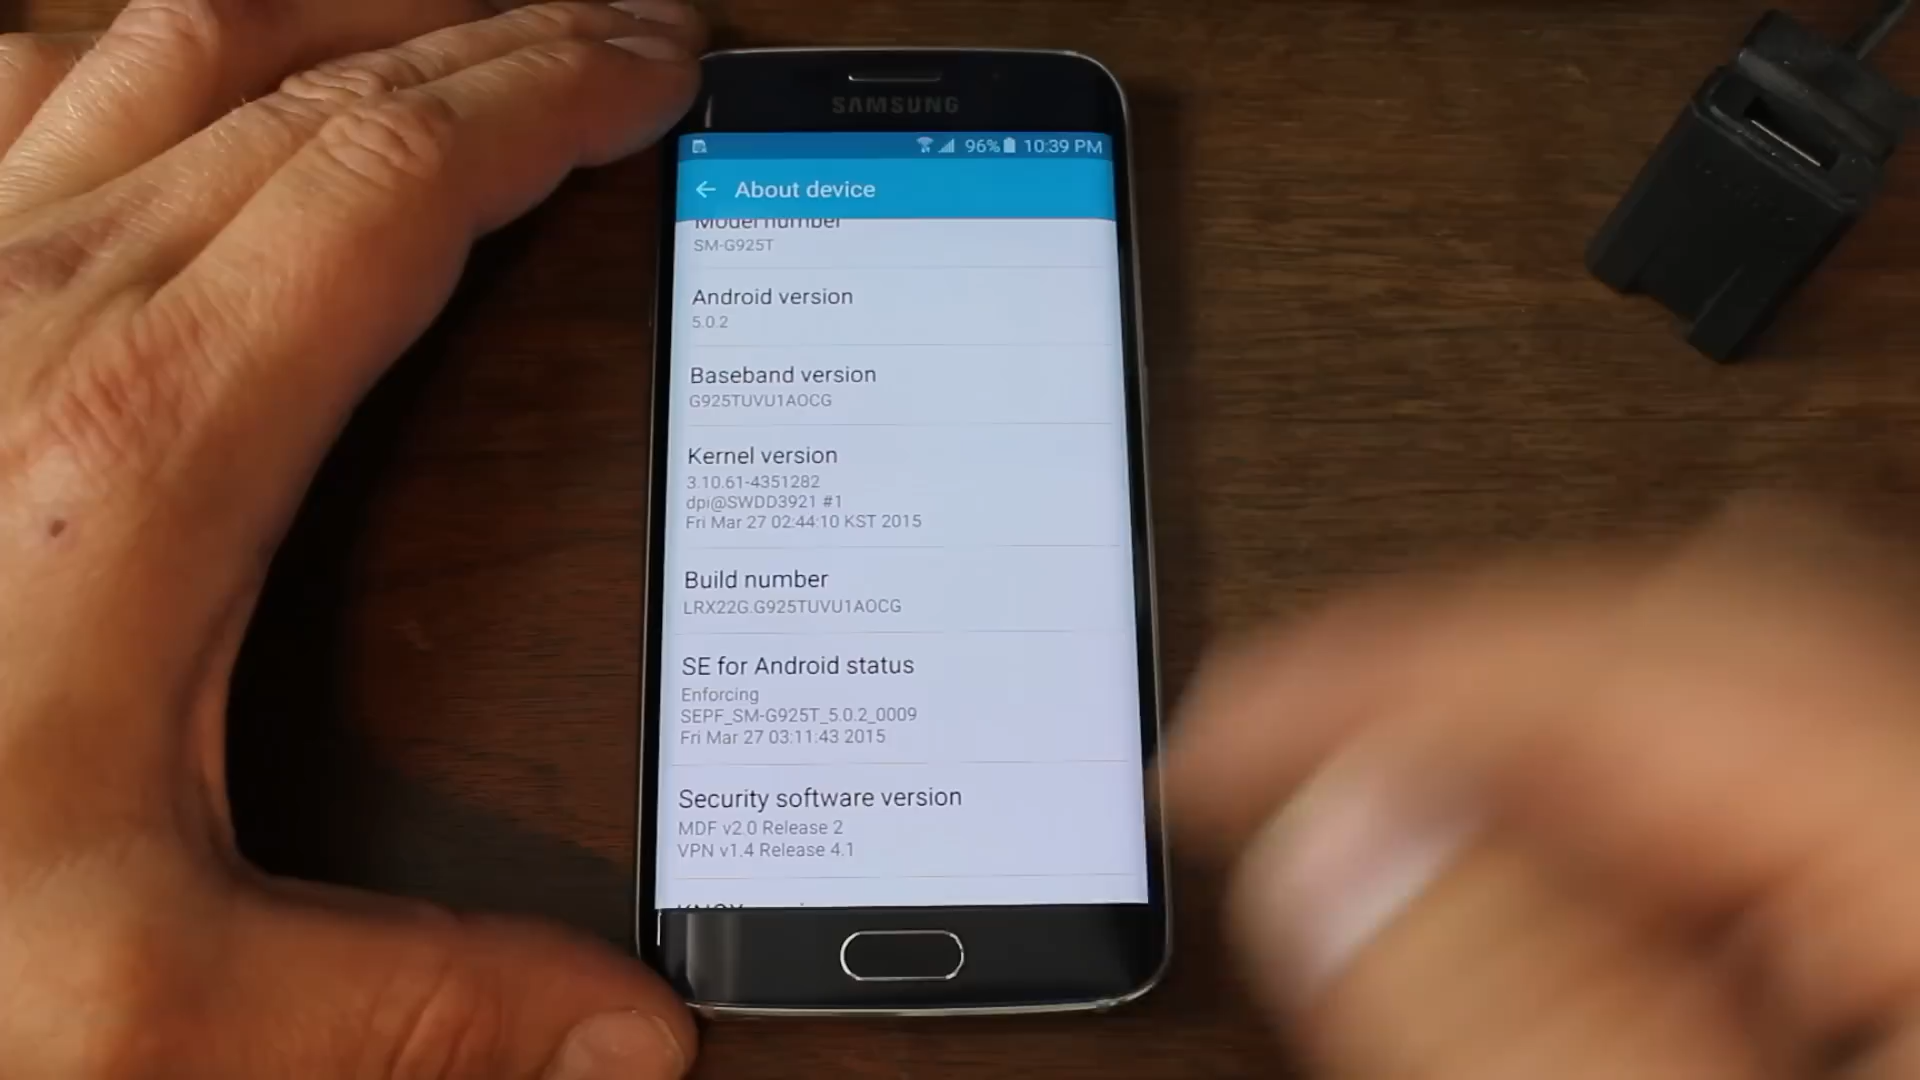 SAMSUNG
96% 10:39 PM
About device
Model number
SM-G925T
Android version
5.0.2
Baseband version
G925TUVU1AOCG
Kernel version
3.10.61-4351282
dpi@SWDD3921 #1
Fri Mar 27 02:44:10 KST 2015
Build number
LRX22G.G925TUVU1AOCG
SE for Android status
Enforcing
SEPF_SM-G925T_5.0.2_0009
Fri Mar 27 03:11:43 2015
Security software version
MDF v2.0 Release 2
VPN v1.4 Release 4.1